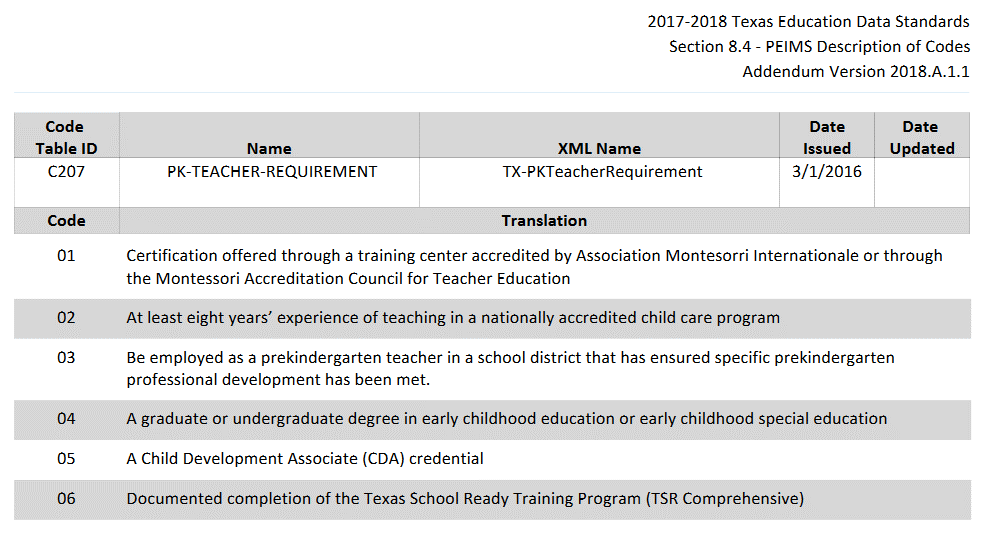 2017-2018 Texas Education Data Standards
Section 8.4 - PEIMS Description of Codes
Addendum Version 2018.A.1.1
Code Table ID Name XML Name Date Issued Date Updated
C207 PK-TEACHER-REQUIREMENT TX-PKTeacherRequirement 3/1/2016
Code Translation
01 Certification offered through a training center accredited by Association Montesorri Internationale or through
the Montessori Accreditation Council for Teacher Education
02 At least eight years’ experience of teaching in a nationally accredited child care program
03 Be employed as a prekindergarten teacher in a school district that has ensured specific prekindergarten
professional development has been met.
04 A graduate or undergraduate degree in early childhood education or early childhood special education
05 A Child Development Associate (CDA) credential
06 Documented completion of the Texas School Ready Training Program (TSR Comprehensive)